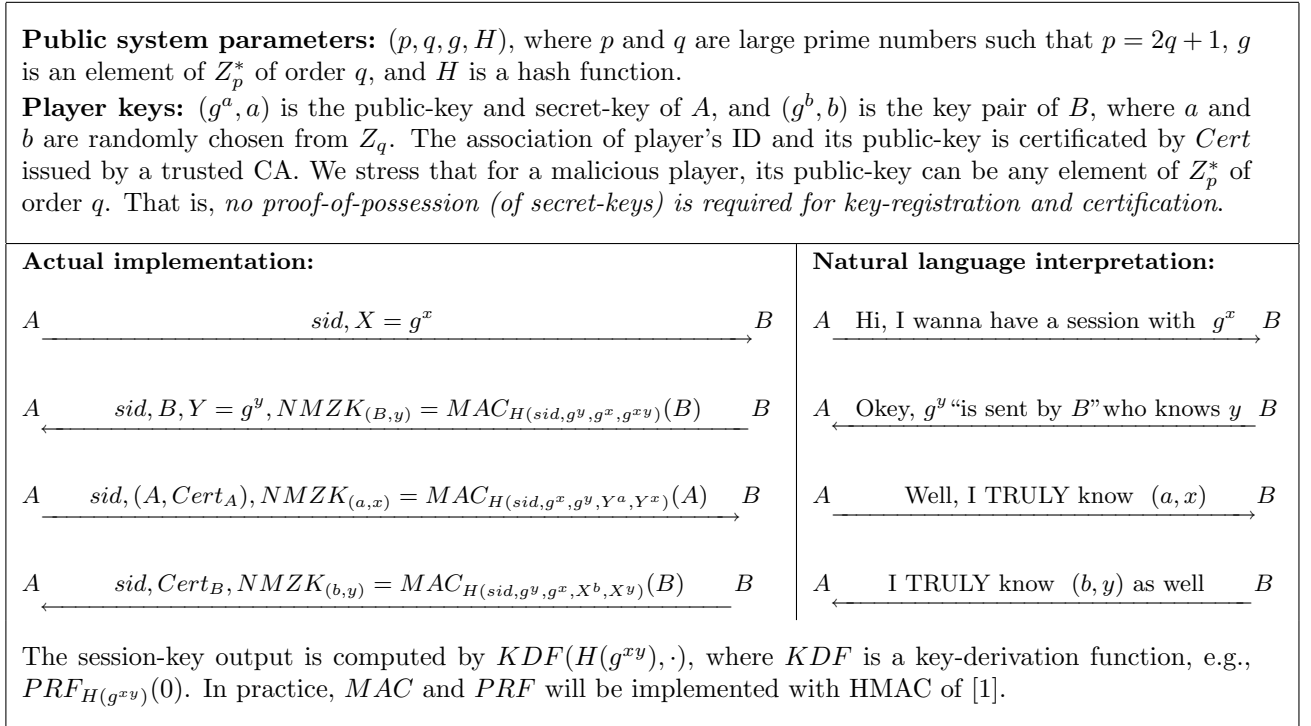 Public system parameters: (p, q, g, H), where p and q are large prime numbers such that p = 2q + 1, g
is an element of Z_p^* of order q, and H is a hash function.
Player keys: (g^a, a) is the public-key and secret-key of A, and (g^b, b) is the key pair of B, where a and
b are randomly chosen from Z_q. The association of player's ID and its public-key is certificated by Cert
issued by a trusted CA. We stress that for a malicious player, its public-key can be any element of Z_p^* of
order q. That is, no proof-of-possession (of secret-keys) is required for key-registration and certification.
Actual implementation:
A sid, X = g^x B
A sid, B, Y = g^y, NMZK_{(B,y)} = MAC_{H(sid,g^y,g^x,g^{xy})}(B) B
A sid, (A, Cert_A), NMZK_{(a,x)} = MAC_{H(sid,g^x,g^y,Y^a,Y^x)}(A) B
A sid, Cert_B, NMZK_{(b,y)} = MAC_{H(sid,g^y,g^x,X^b,X^y)}(B) B
Natural language interpretation:
A Hi, I wanna have a session with g^x B
A Okey, g^y “is sent by B”who knows y B
A Well, I TRULY know (a, x) B
A I TRULY know (b, y) as well B
The session-key output is computed by KDF(H(g^{xy}), ·), where KDF is a key-derivation function, e.g.,
PRF_{H(g^{xy})}(0). In practice, MAC and PRF will be implemented with HMAC of [1].